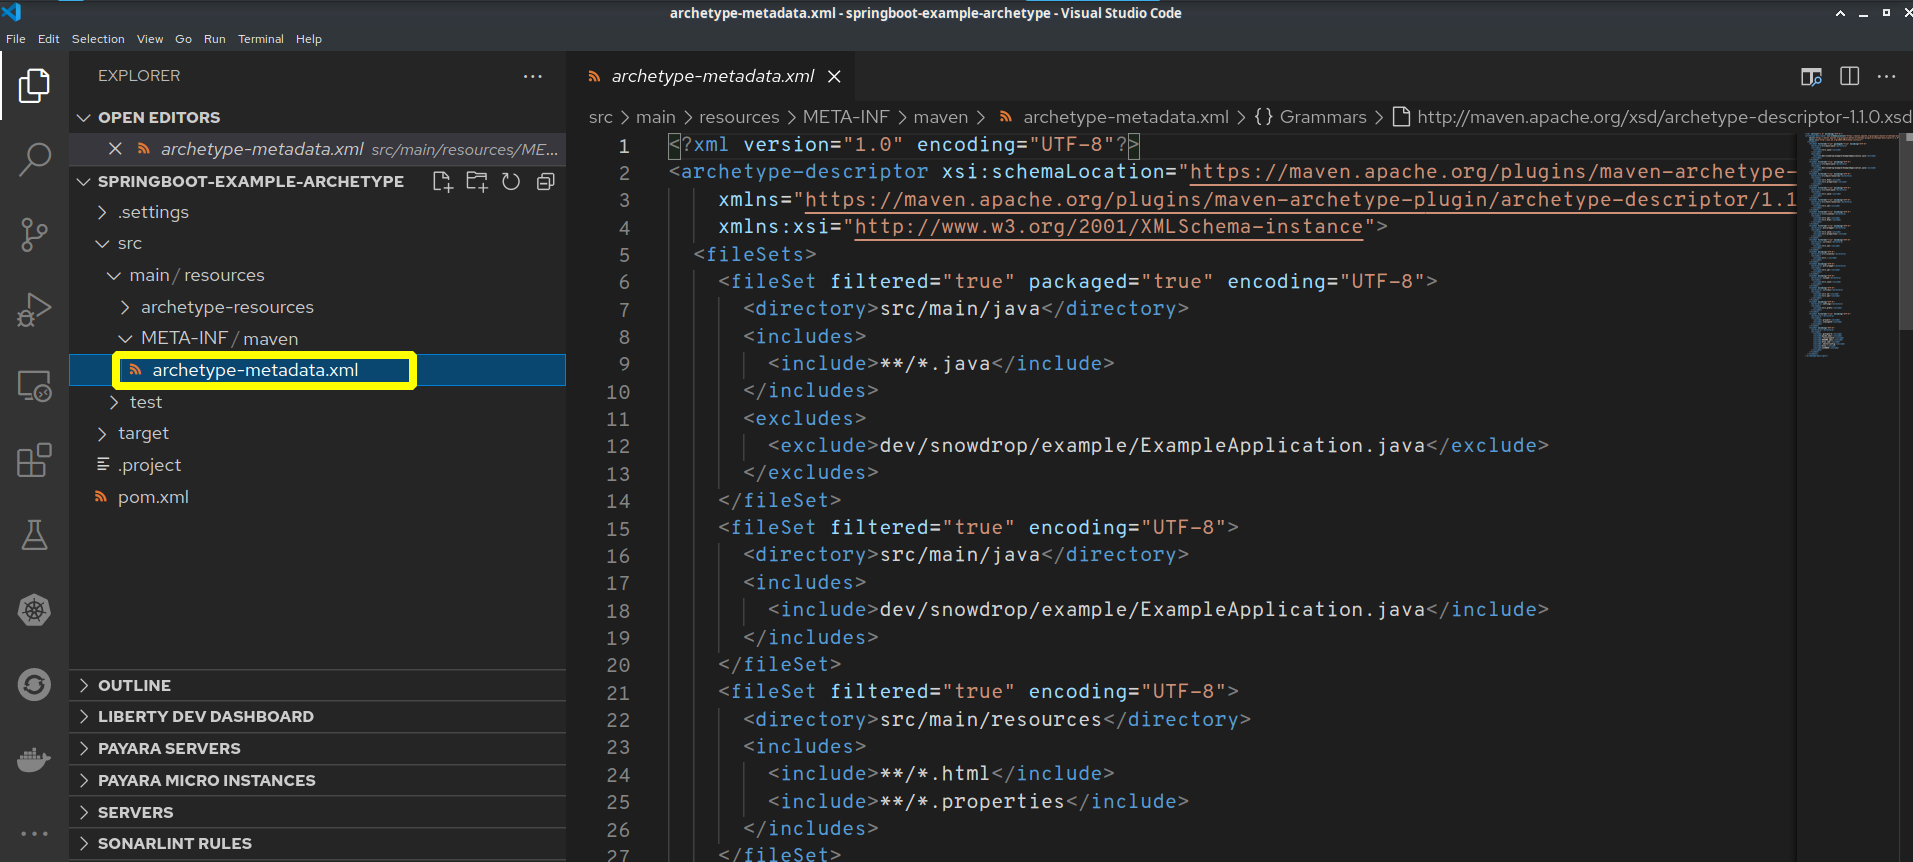 archetype-metadata.xml - springboot-example-archetype - Visual Studio Code
File Edit Selection View Go Run Terminal Help
EXPLORER
OPEN EDITORS
archetype-metadata.xml src/main/resources/ME...
SPRINGBOOT-EXAMPLE-ARCHETYPE
.settings
src
main / resources
archetype-resources
META-INF / maven
archetype-metadata.xml
test
target
.project
pom.xml
OUTLINE
LIBERTY DEV DASHBOARD
PAYARA SERVERS
PAYARA MICRO INSTANCES
SERVERS
SONARLINT RULES
archetype-metadata.xml
src > main > resources > META-INF > maven > archetype-metadata.xml > {} Grammars > http://maven.apache.org/xsd/archetype-descriptor-1.1.0.xsd
1 <?xml version="1.0" encoding="UTF-8"?>
2 <archetype-descriptor xsi:schemaLocation="https://maven.apache.org/plugins/maven-archetype-
3 xmlns="https://maven.apache.org/plugins/maven-archetype-plugin/archetype-descriptor/1.1
4 xmlns:xsi="http://www.w3.org/2001/XMLSchema-instance">
5 <fileSets>
6 <fileSet filtered="true" packaged="true" encoding="UTF-8">
7 <directory>src/main/java</directory>
8 <includes>
9 <include>**/*.java</include>
10 </includes>
11 <excludes>
12 <exclude>dev/snowdrop/example/ExampleApplication.java</exclude>
13 </excludes>
14 </fileSet>
15 <fileSet filtered="true" encoding="UTF-8">
16 <directory>src/main/java</directory>
17 <includes>
18 <include>dev/snowdrop/example/ExampleApplication.java</include>
19 </includes>
20 </fileSet>
21 <fileSet filtered="true" encoding="UTF-8">
22 <directory>src/main/resources</directory>
23 <includes>
24 <include>**/*.html</include>
25 <include>**/*.properties</include>
26 </includes>
27 </fileSet>